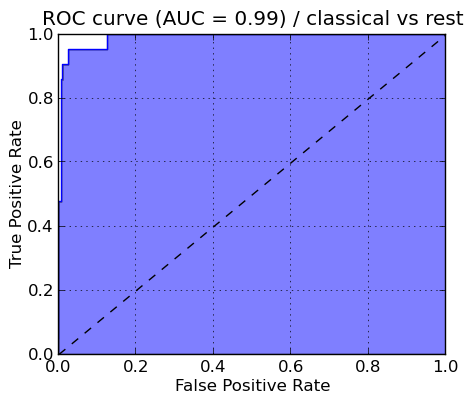 ROC curve (AUC = 0.99) / classical vs rest
1.0
0.8
0.6
0.4
0.2
0.0
True Positive Rate
0.0 0.2 0.4 0.6 0.8 1.0
False Positive Rate